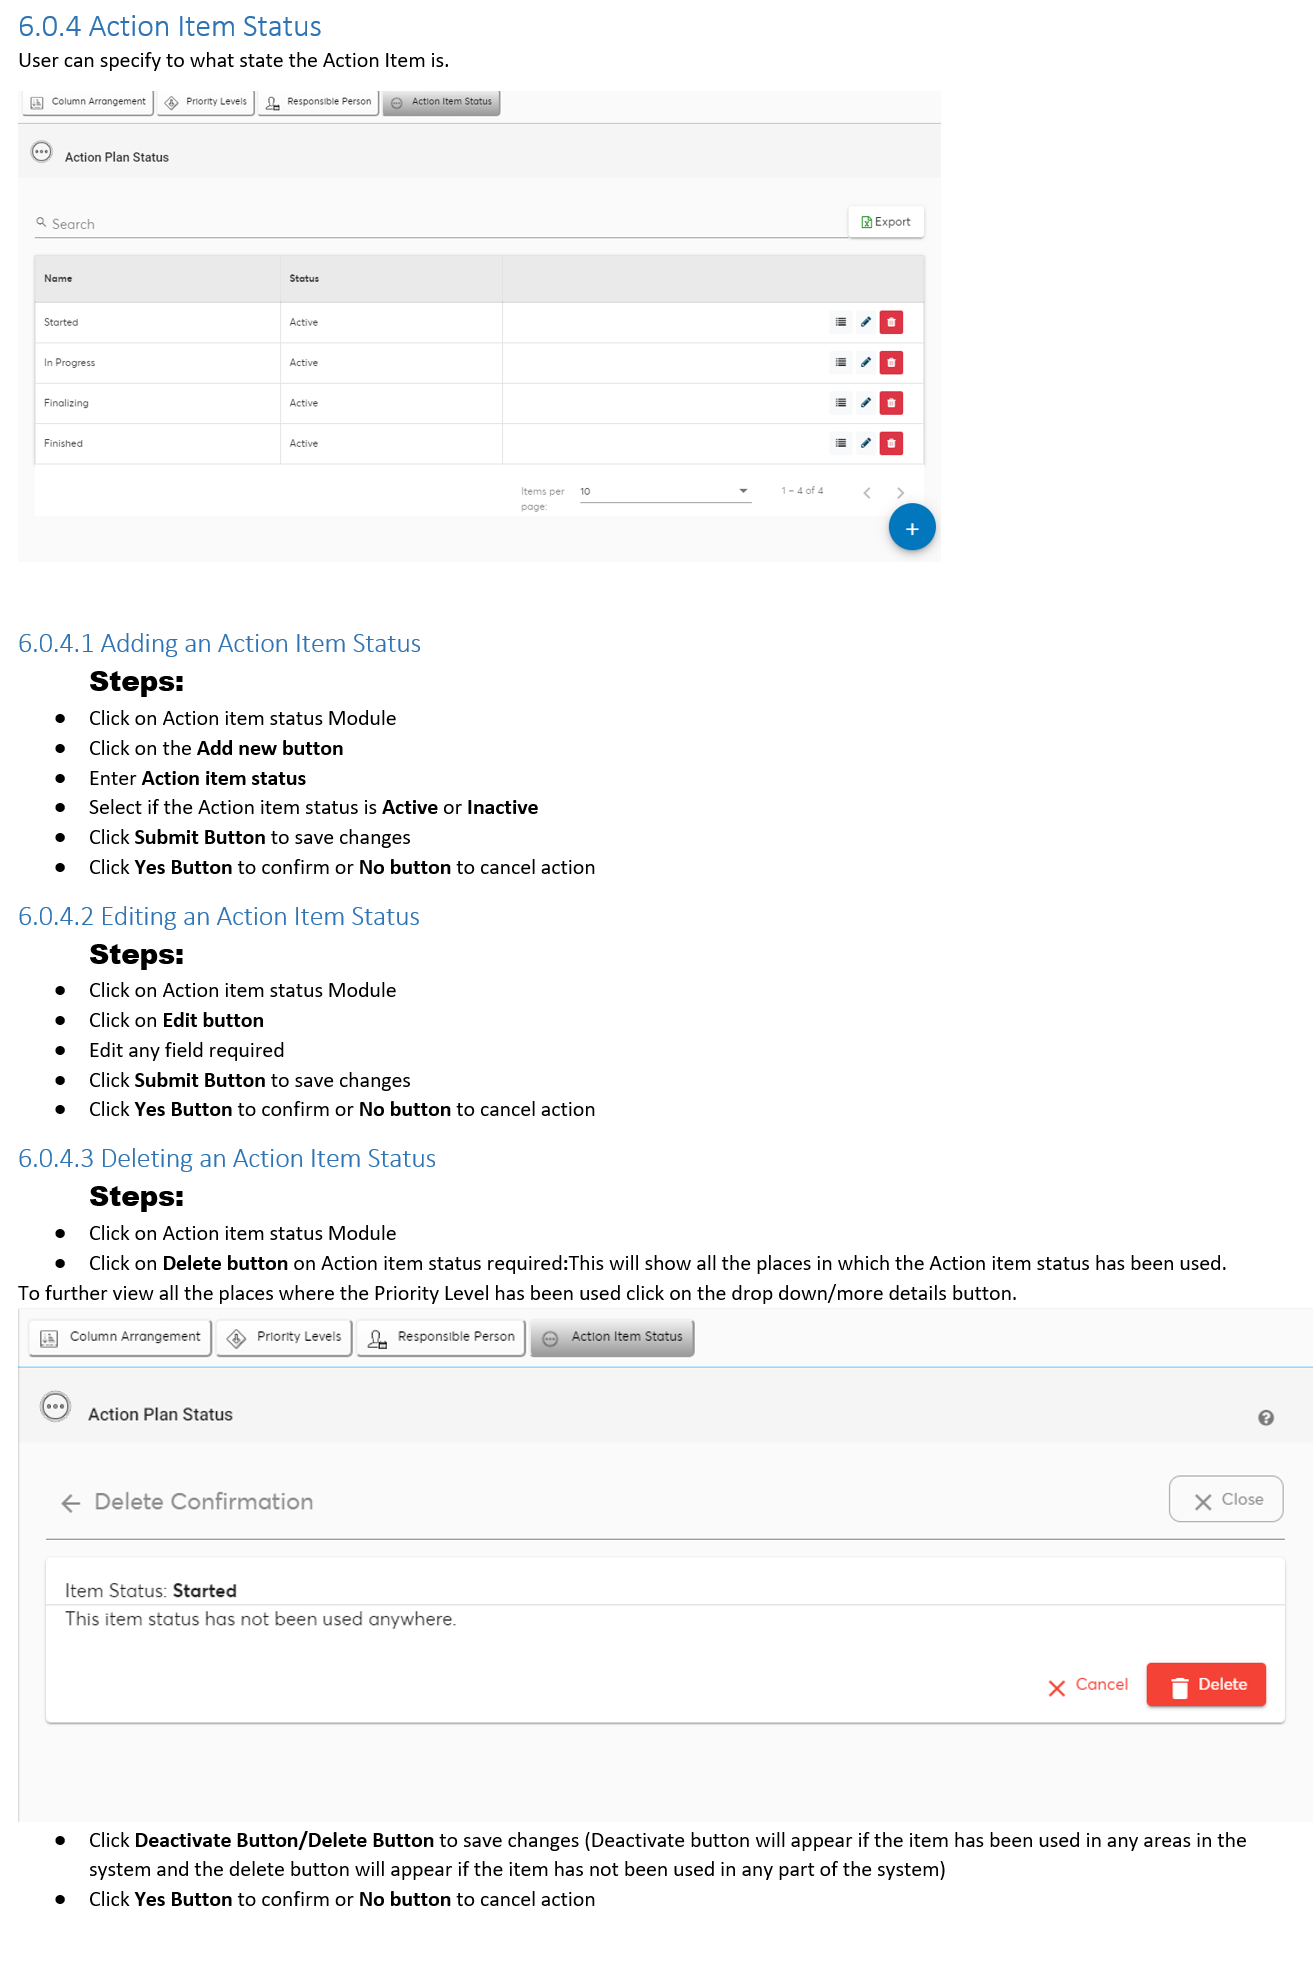 6.0.4 Action Item Status
User can specify to what state the Action Item is.
Column Arrangement Priority Levels Responsible Person Action Item Status
Action Plan Status
Search Export
Name Status
Started Active
In Progress Active
Finalizing Active
Finished Active
Items per page: 10 1 – 4 of 4
+
6.0.4.1 Adding an Action Item Status
Steps:
● Click on Action item status Module
● Click on the Add new button
● Enter Action item status
● Select if the Action item status is Active or Inactive
● Click Submit Button to save changes
● Click Yes Button to confirm or No button to cancel action
6.0.4.2 Editing an Action Item Status
Steps:
● Click on Action item status Module
● Click on Edit button
● Edit any field required
● Click Submit Button to save changes
● Click Yes Button to confirm or No button to cancel action
6.0.4.3 Deleting an Action Item Status
Steps:
● Click on Action item status Module
● Click on Delete button on Action item status required:This will show all the places in which the Action item status has been used.
To further view all the places where the Priority Level has been used click on the drop down/more details button.
Column Arrangement Priority Levels Responsible Person Action Item Status
Action Plan Status ?
Delete Confirmation Close
Item Status: Started
This item status has not been used anywhere.
Cancel Delete
● Click Deactivate Button/Delete Button to save changes (Deactivate button will appear if the item has been used in any areas in the
system and the delete button will appear if the item has not been used in any part of the system)
● Click Yes Button to confirm or No button to cancel action